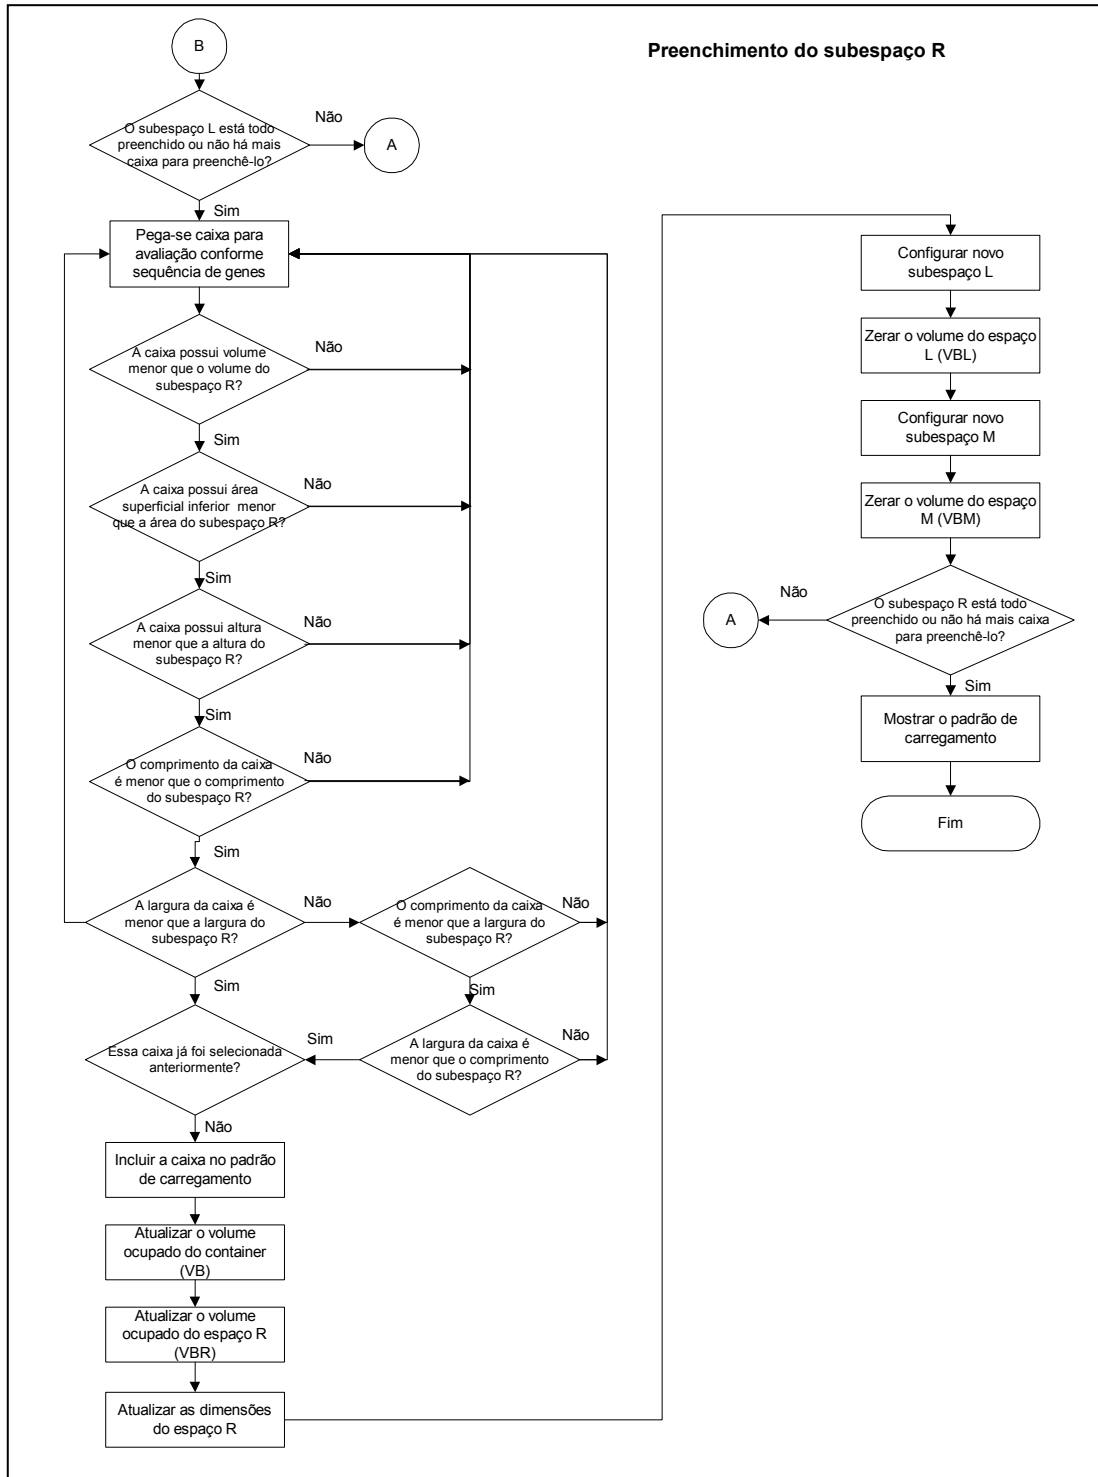 Preenchimento do subespaço R
B
O subespaço L está todo
preenchido ou não há mais
caixa para preenchê-lo?
Não
A
Sim
Pega-se caixa para
avaliação conforme
sequência de genes
A caixa possui volume
menor que o volume do
subespaço R?
Não
Sim
A caixa possui área
superficial inferior menor
que a área do subespaço R?
Não
Sim
A caixa possui altura
menor que a altura do
subespaço R?
Não
Sim
O comprimento da caixa
é menor que o comprimento
do subespaço R?
Não
Sim
A largura da caixa é
menor que a largura do
subespaço R?
Não
O comprimento da caixa
é menor que a largura do
subespaço R?
Não
Sim
Sim
A largura da caixa é
menor que o comprimento
do subespaço R?
Não
Sim
Essa caixa já foi selecionada
anteriormente?
Não
Incluir a caixa no padrão
de carregamento
Atualizar o volume
ocupado do container
(VB)
Atualizar o volume
ocupado do espaço R
(VBR)
Atualizar as dimensões
do espaço R
Configurar novo
subespaço L
Zerar o volume do espaço
L (VBL)
Configurar novo
subespaço M
Zerar o volume do espaço
M (VBM)
O subespaço R está todo
preenchido ou não há mais caixa
para preenchê-lo?
Não
A
Sim
Mostrar o padrão de
carregamento
Fim